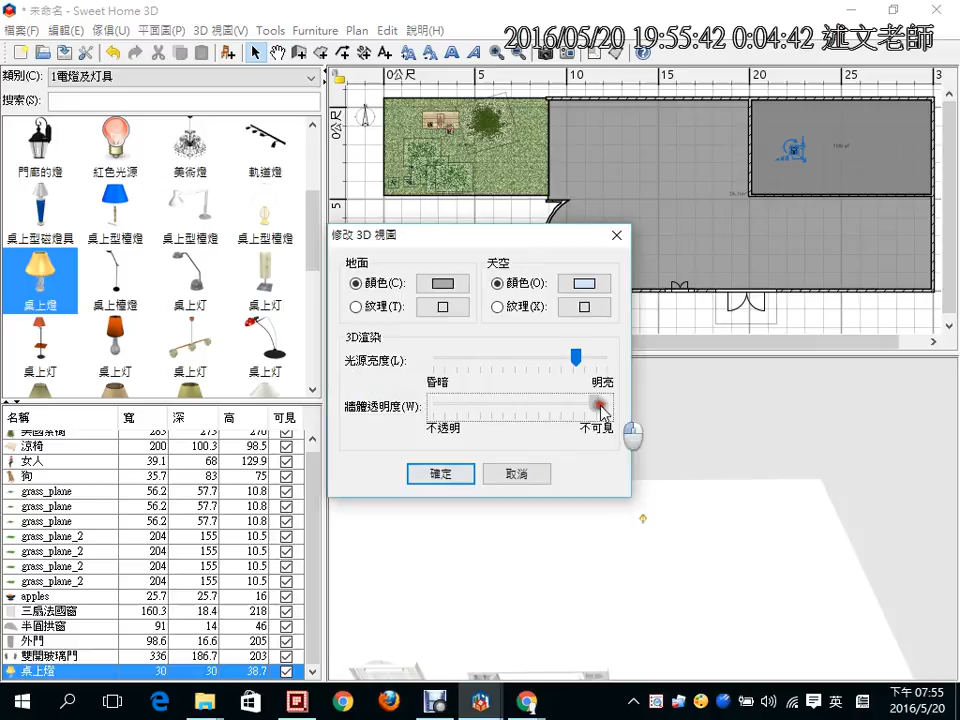 * 未命名 - Sweet Home 3D
檔案(F) 編輯(E) 傢俱(U) 平面圖(P) 3D 視圖(V) Tools Furniture Plan Edit 說明(H)
2016/05/20 19:55:42 0:04:42 述文老師
類別(C): 1電燈及灯具
搜索(S):
門廊的燈 紅色光源 美術燈 軌道燈
桌上型磁燈具 桌上型檯燈 桌上型檯燈 桌上型檯燈
桌上燈 桌上檯燈 桌上灯 桌上灯
桌上灯 桌上灯 桌上灯 桌上灯
0公尺 5 10 15 20 25 3
0公尺
5
修改 3D 視圖
地面 天空
顏色(C): 顏色(O):
紋理(T): 紋理(X):
3D渲染
光源亮度(L):
昏暗 明亮
牆體透明度(W):
不透明 不可見
確定 取消
名稱 寬 深 高 可見
涼椅 200 100.3 98.5
女人 39.1 68 129.9
狗 35.7 83 75
grass_plane 56.2 57.7 10.8
grass_plane 56.2 57.7 10.8
grass_plane 56.2 57.7 10.8
grass_plane_2 204 155 10.5
grass_plane_2 204 155 10.5
grass_plane_2 204 155 10.5
grass_plane_2 204 155 10.5
apples 25.7 25.7 16
三扇法國窗 160.3 18.4 218
半圓拱窗 91 14 46
外門 98.6 16.6 205
雙開玻璃門 336 186.7 203
桌上燈 30 30 38.7
英
下午 07:55
2016/5/20